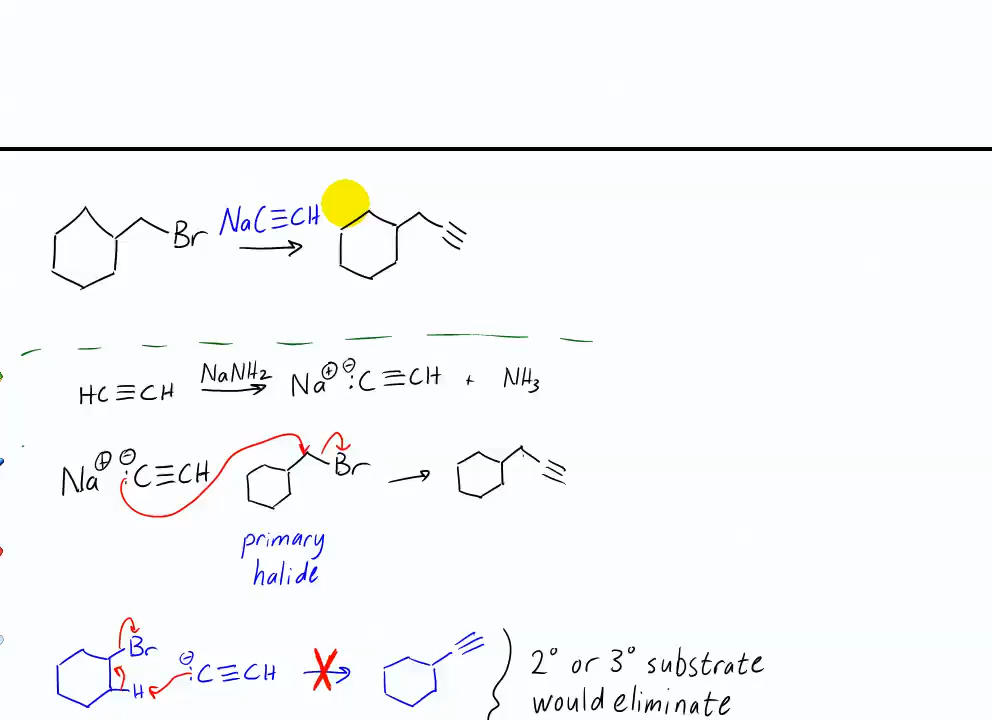 Br NaC≡CH
HC≡CH NaNH₂ Na⊕ ⊖:C≡CH + NH₃
Na⊕ ⊖:C≡CH Br
primary
halide
Br
H ⊖:C≡CH
2° or 3° substrate
would eliminate